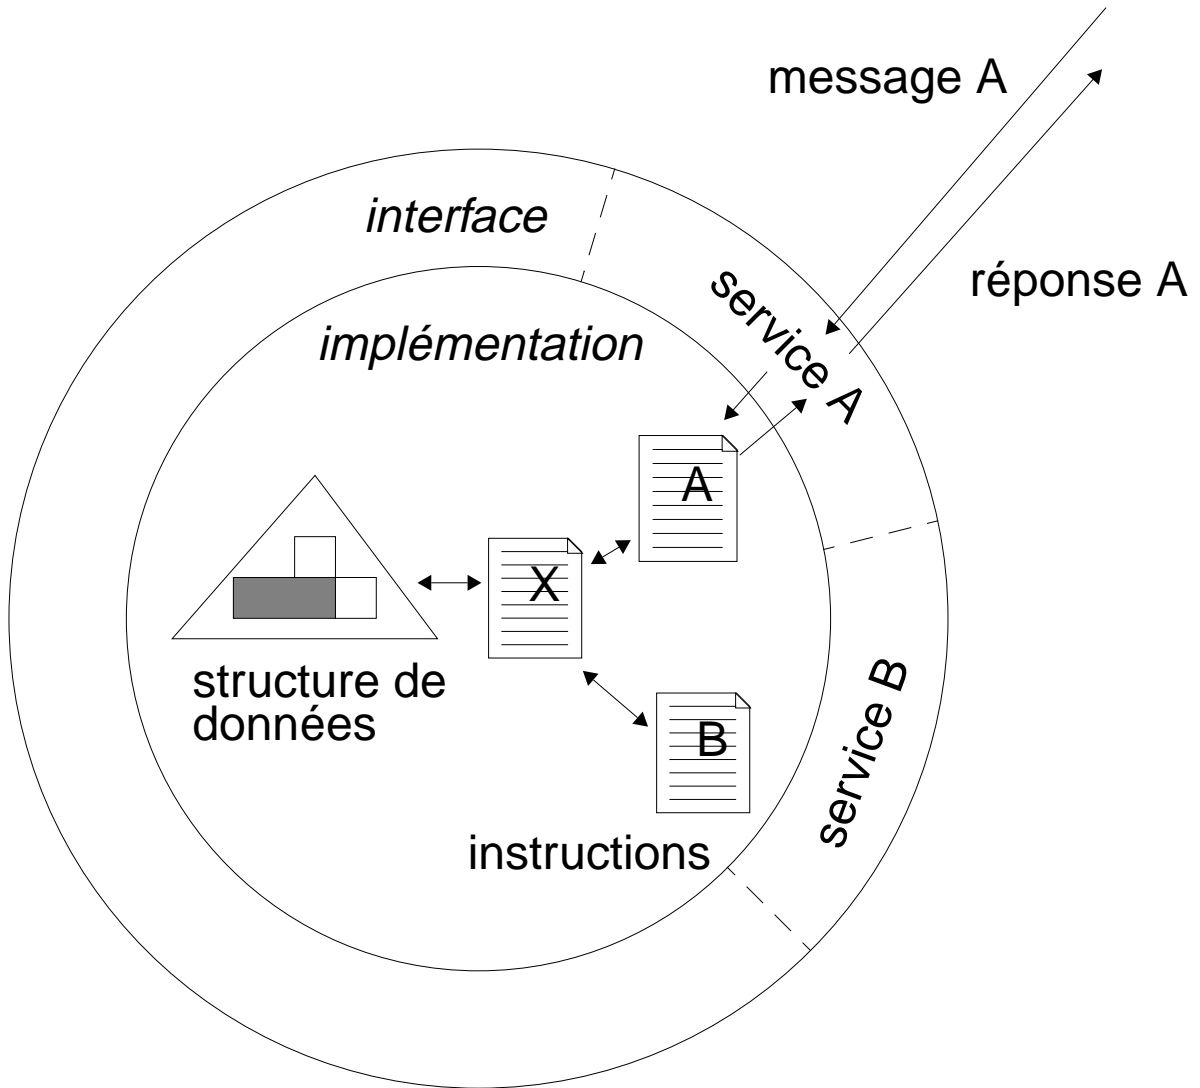 message A
interface
réponse A
service A
implémentation
A
X
structure de
données
B
service B
instructions